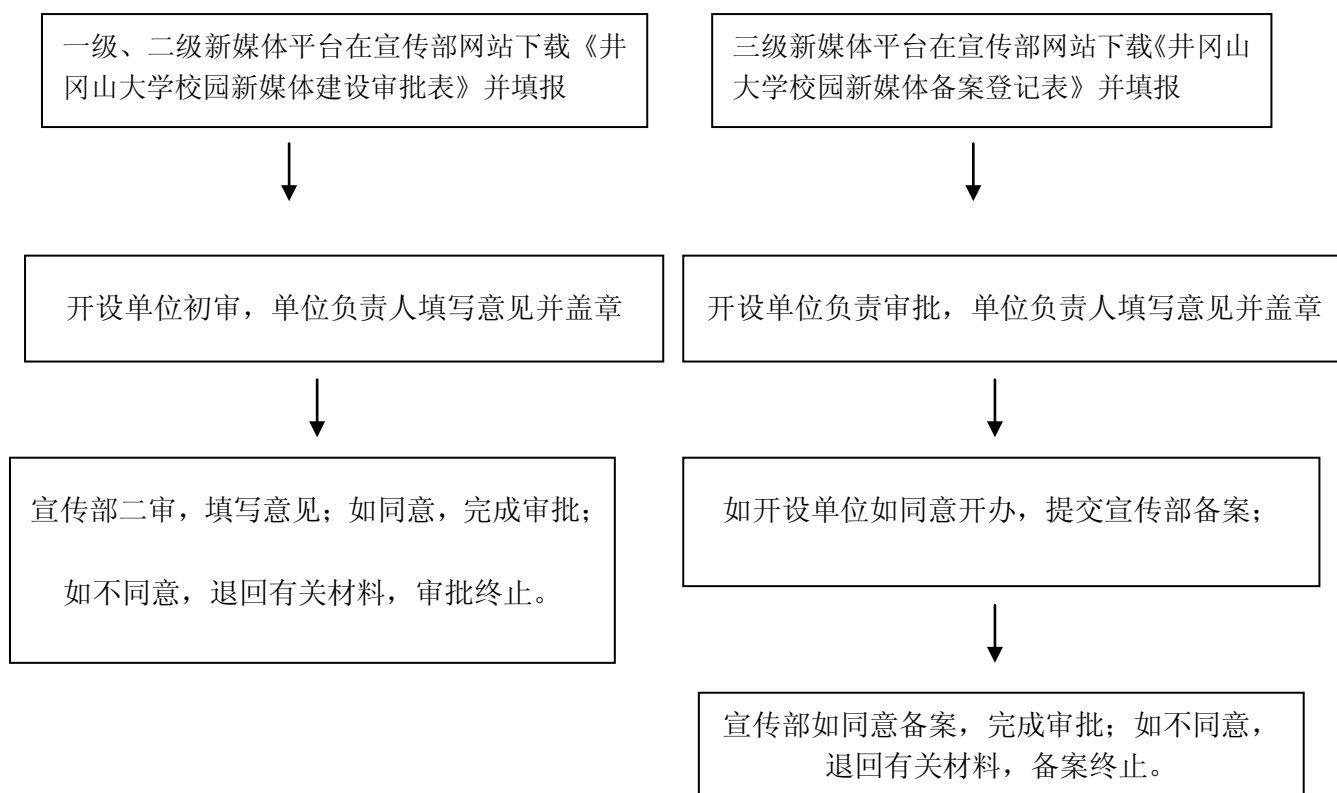 一级、二级新媒体平台在宣传部网站下载《井
冈山大学校园新媒体建设审批表》并填报
开设单位初审，单位负责人填写意见并盖章
宣传部二审，填写意见；如同意，完成审批；
如不同意，退回有关材料，审批终止。
三级新媒体平台在宣传部网站下载《井冈山
大学校园新媒体备案登记表》并填报
开设单位负责审批，单位负责人填写意见并盖章
如开设单位如同意开办，提交宣传部备案；
宣传部如同意备案，完成审批；如不同意，
退回有关材料，备案终止。